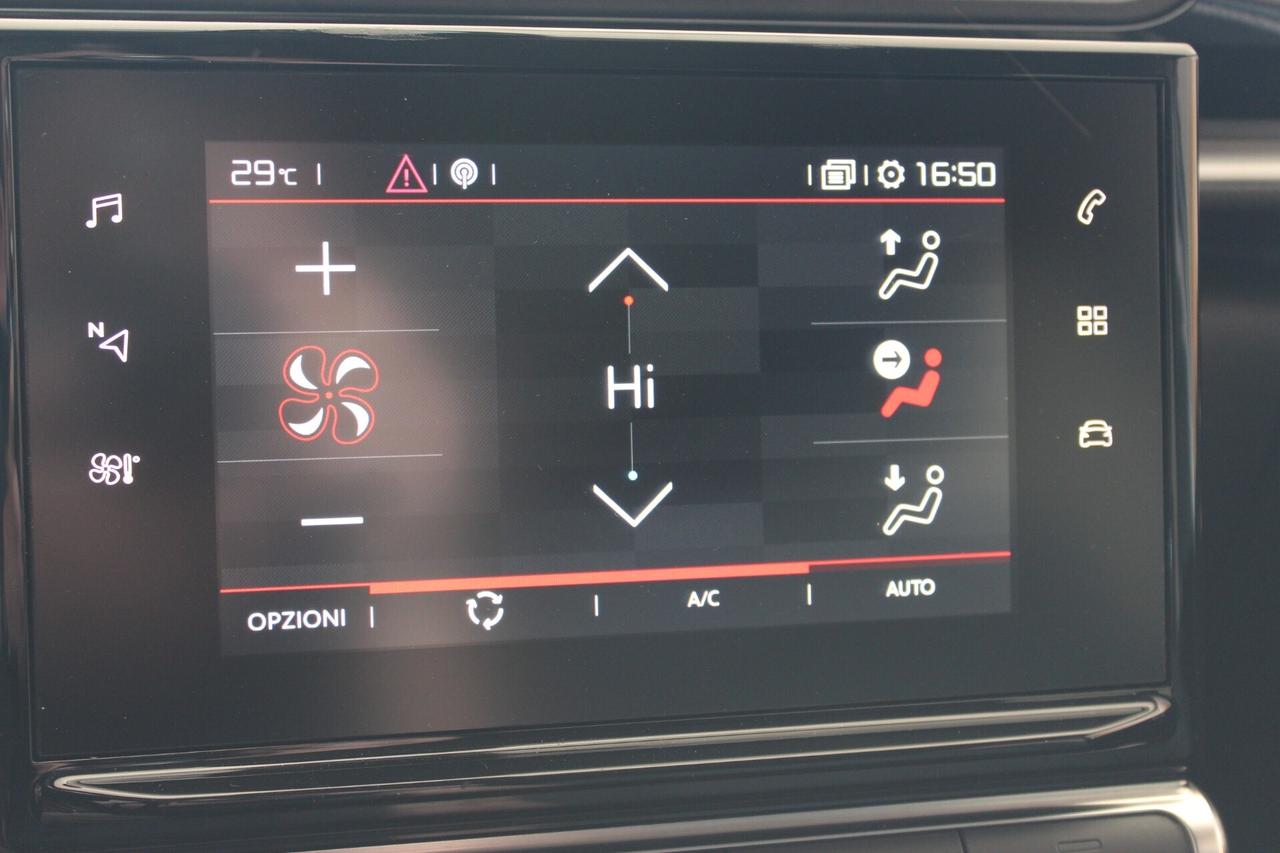 29°C
16:50
N
Hi
OPZIONI
A/C
AUTO